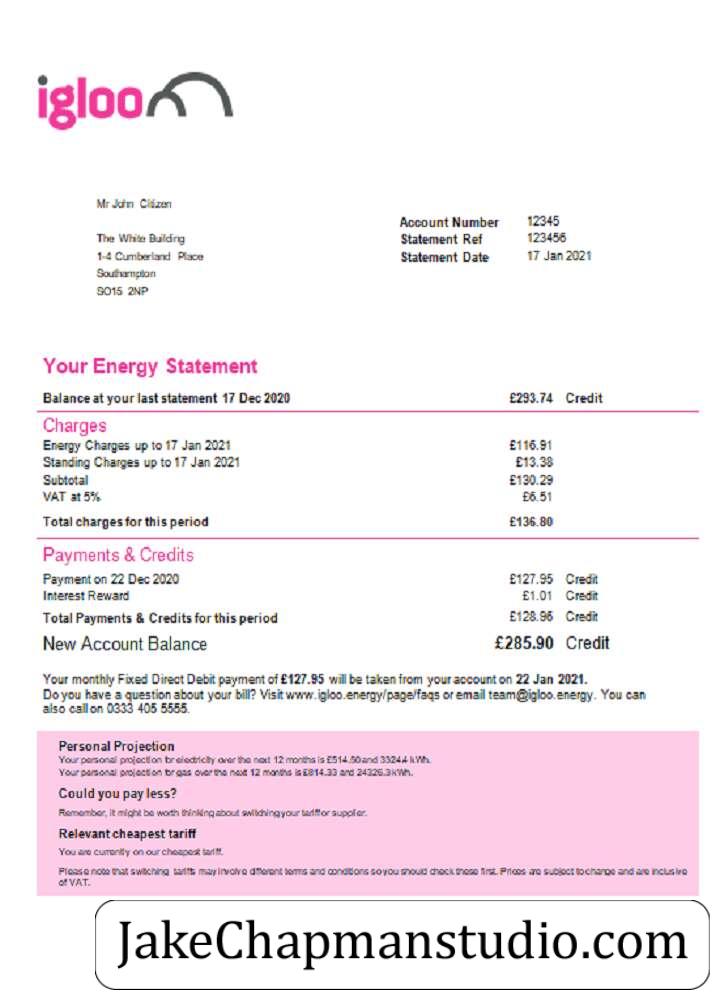 igloo
Mr John Citizen
The White Building
1-4 Cumberland Place
Southampton
SO15 2NP
Account Number 12345
Statement Ref 123456
Statement Date 17 Jan 2021
Your Energy Statement
Balance at your last statement 17 Dec 2020 £293.74 Credit
Charges
Energy Charges up to 17 Jan 2021 £116.91
Standing Charges up to 17 Jan 2021 £13.38
Subtotal £130.29
VAT at 5% £6.51
Total charges for this period £136.80
Payments & Credits
Payment on 22 Dec 2020 £127.95 Credit
Interest Reward £1.01 Credit
Total Payments & Credits for this period £128.96 Credit
New Account Balance £285.90 Credit
Your monthly Fixed Direct Debit payment of £127.95 will be taken from your account on 22 Jan 2021.
Do you have a question about your bill? Visit www.igloo.energy/page/faqs or email team@igloo.energy. You can
also call on 0333 405 5555.
Personal Projection
Your personal projection for electricity over the next 12 months is £514.50 and 3324.4 kWh.
Your personal projection for gas over the next 12 months is £814.33 and 24326.3 kWh.
Could you pay less?
Remember, it might be worth thinking about switching your tariff or supplier.
Relevant cheapest tariff
You are currently on our cheapest tariff.
Please note that switching tariffs may involve different terms and conditions so you should check these first. Prices are subject to change and are inclusive
of VAT.
JakeChapmanstudio.com